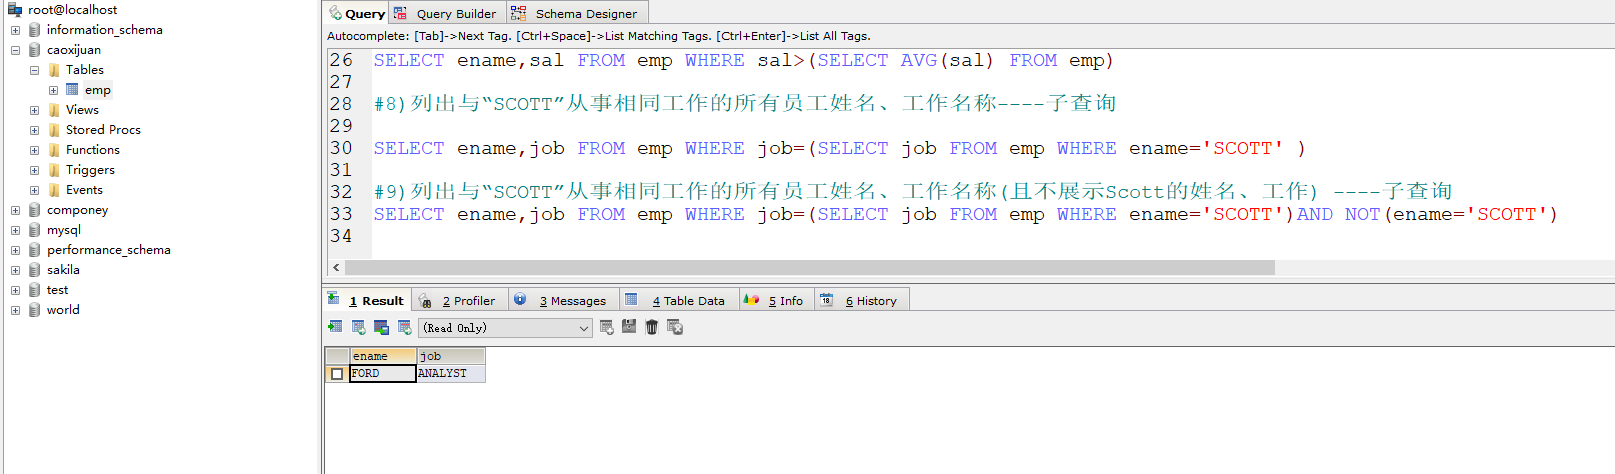 root@localhost
information_schema
caoxijuan
Tables
emp
Views
Stored Procs
Functions
Triggers
Events
componey
mysql
performance_schema
sakila
test
world
Query Query Builder Schema Designer
Autocomplete: [Tab]->Next Tag. [Ctrl+Space]->List Matching Tags. [Ctrl+Enter]->List All Tags.
26 SELECT ename,sal FROM emp WHERE sal>(SELECT AVG(sal) FROM emp)
27
28 #8)列出与“SCOTT”从事相同工作的所有员工姓名、工作名称----子查询
29
30 SELECT ename,job FROM emp WHERE job=(SELECT job FROM emp WHERE ename='SCOTT' )
31
32 #9)列出与“SCOTT”从事相同工作的所有员工姓名、工作名称(且不展示Scott的姓名、工作) ----子查询
33 SELECT ename,job FROM emp WHERE job=(SELECT job FROM emp WHERE ename='SCOTT')AND NOT(ename='SCOTT')
34
1 Result 2 Profiler 3 Messages 4 Table Data 5 Info 6 History
(Read Only)
ename job
FORD ANALYST